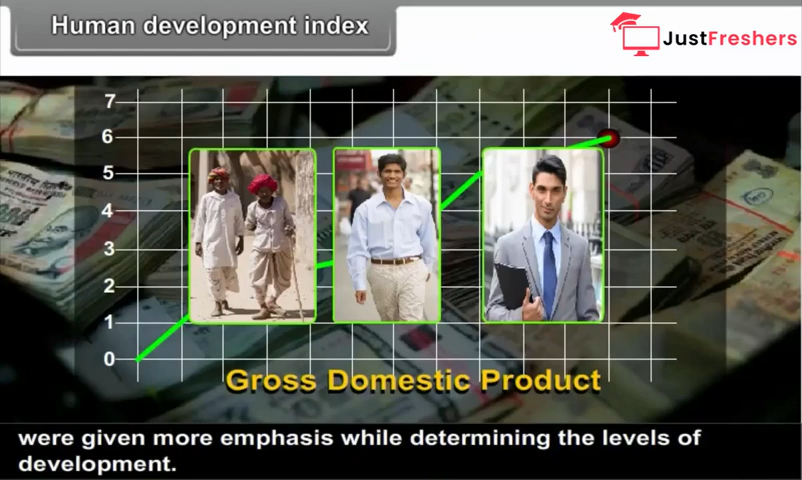 Human development index
JustFreshers
7
6
5
4
3
2
1
0
Gross Domestic Product
were given more emphasis while determining the levels of
development.